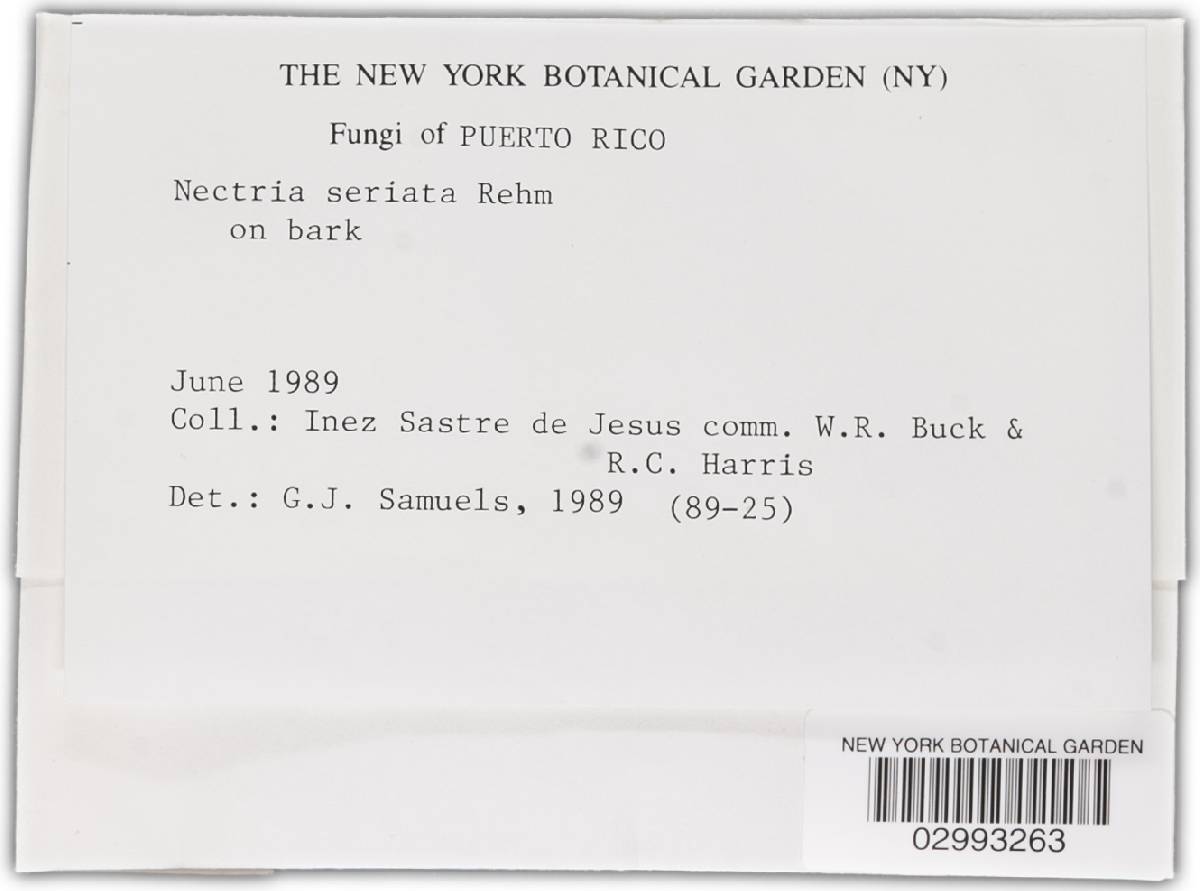 THE NEW YORK BOTANICAL GARDEN (NY)
Fungi of PUERTO RICO
Nectria seriata Rehm
on bark
June 1989
Coll.: Inez Sastre de Jesus comm. W.R. Buck &
R.C. Harris
Det.: G.J. Samuels, 1989 (89-25)
NEW YORK BOTANICAL GARDEN
02993263